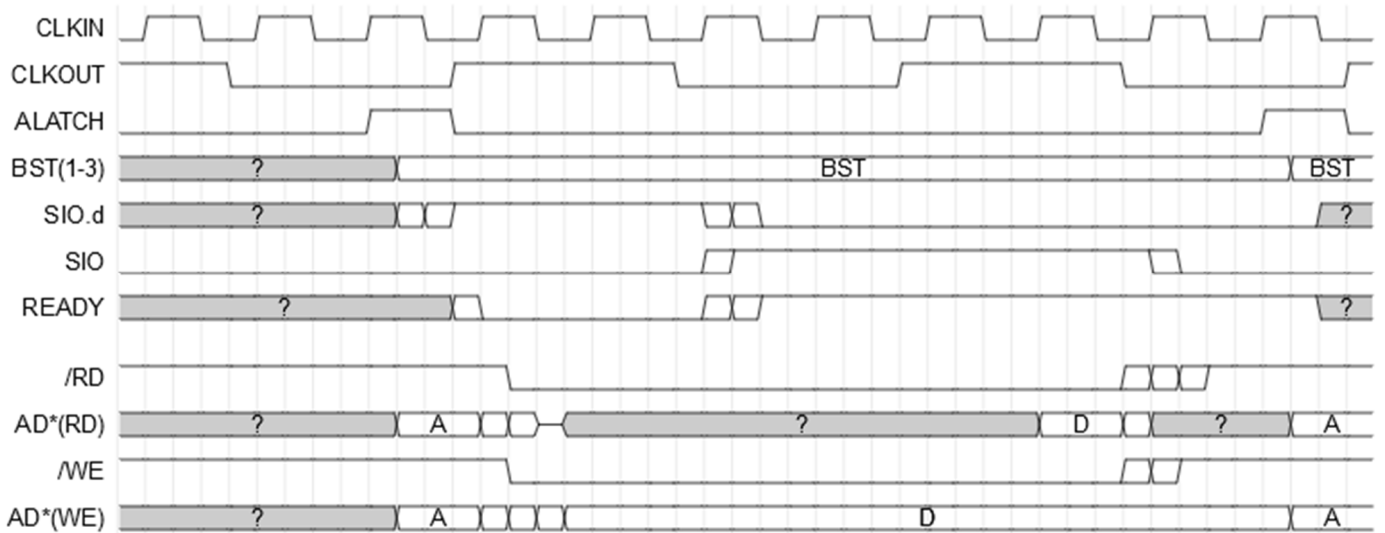 CLKIN
CLKOUT
ALATCH
BST(1-3) ? BST BST
SIO.d ? ?
SIO
READY ? ?
/RD
AD*(RD) ? A ? D ? A
/WE
AD*(WE) ? A D A